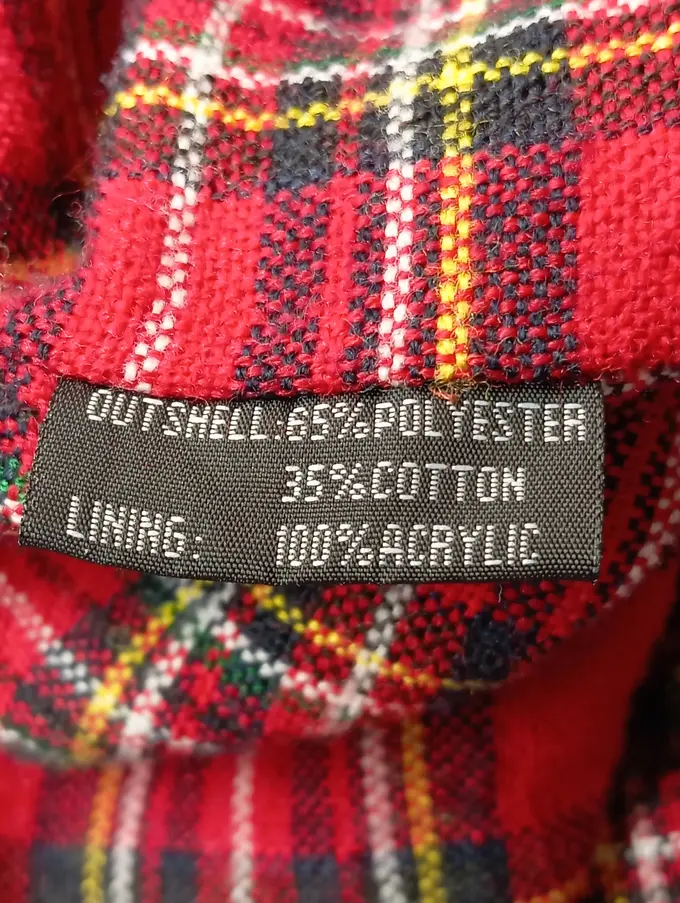 OUTSHELL:65%POLYESTER
35%COTTON
LINING: 100%ACRYLIC